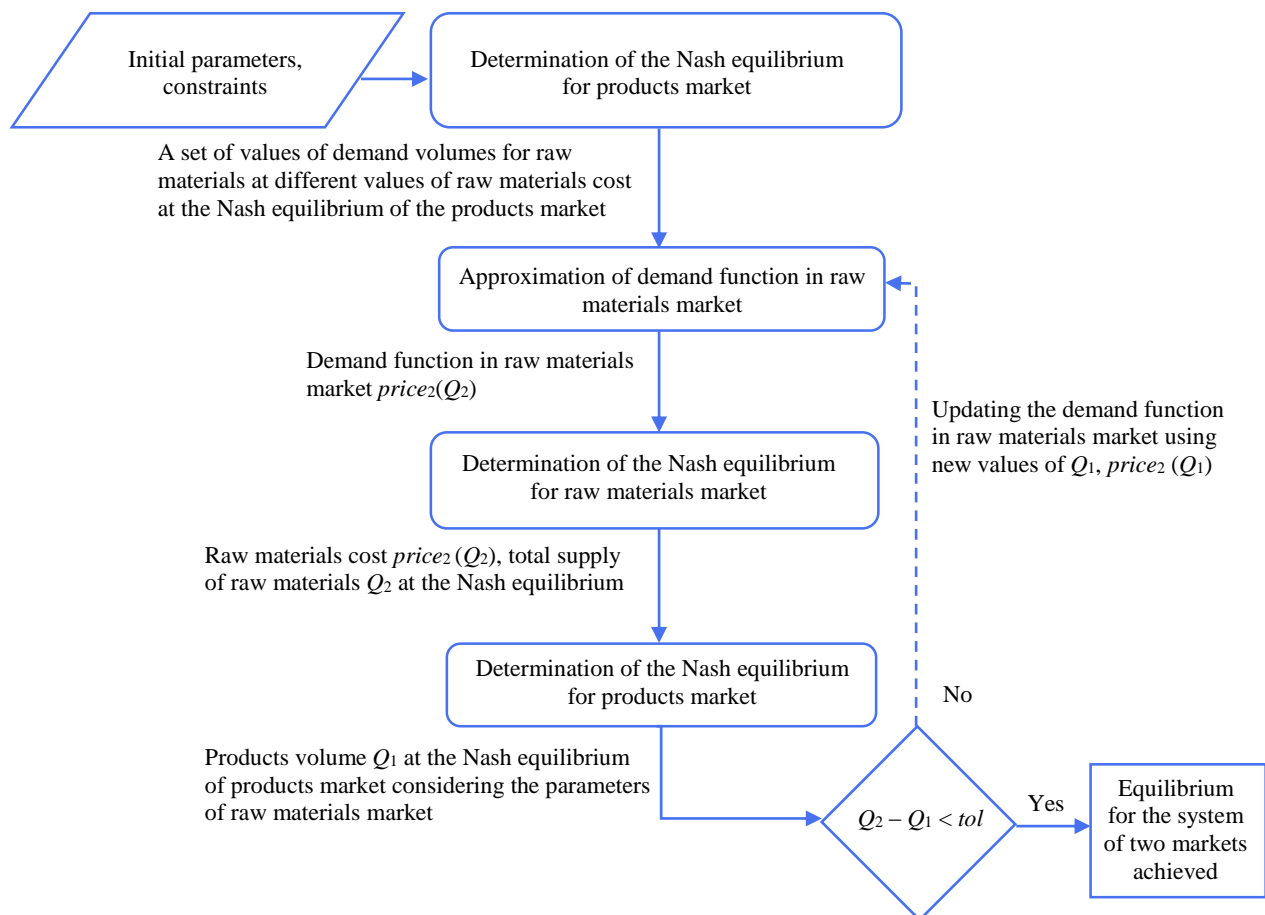 Initial parameters,
constraints
Determination of the Nash equilibrium
for products market
A set of values of demand volumes for raw
materials at different values of raw materials cost
at the Nash equilibrium of the products market
Approximation of demand function in raw
materials market
Demand function in raw materials
market price₂(Q₂)
Updating the demand function
in raw materials market using
new values of Q₁, price₂ (Q₁)
Determination of the Nash equilibrium
for raw materials market
Raw materials cost price₂ (Q₂), total supply
of raw materials Q₂ at the Nash equilibrium
Determination of the Nash equilibrium
for products market
No
Products volume Q₁ at the Nash equilibrium
of products market considering the parameters
of raw materials market
Q₂ – Q₁ < tol
Yes
Equilibrium
for the system
of two markets
achieved